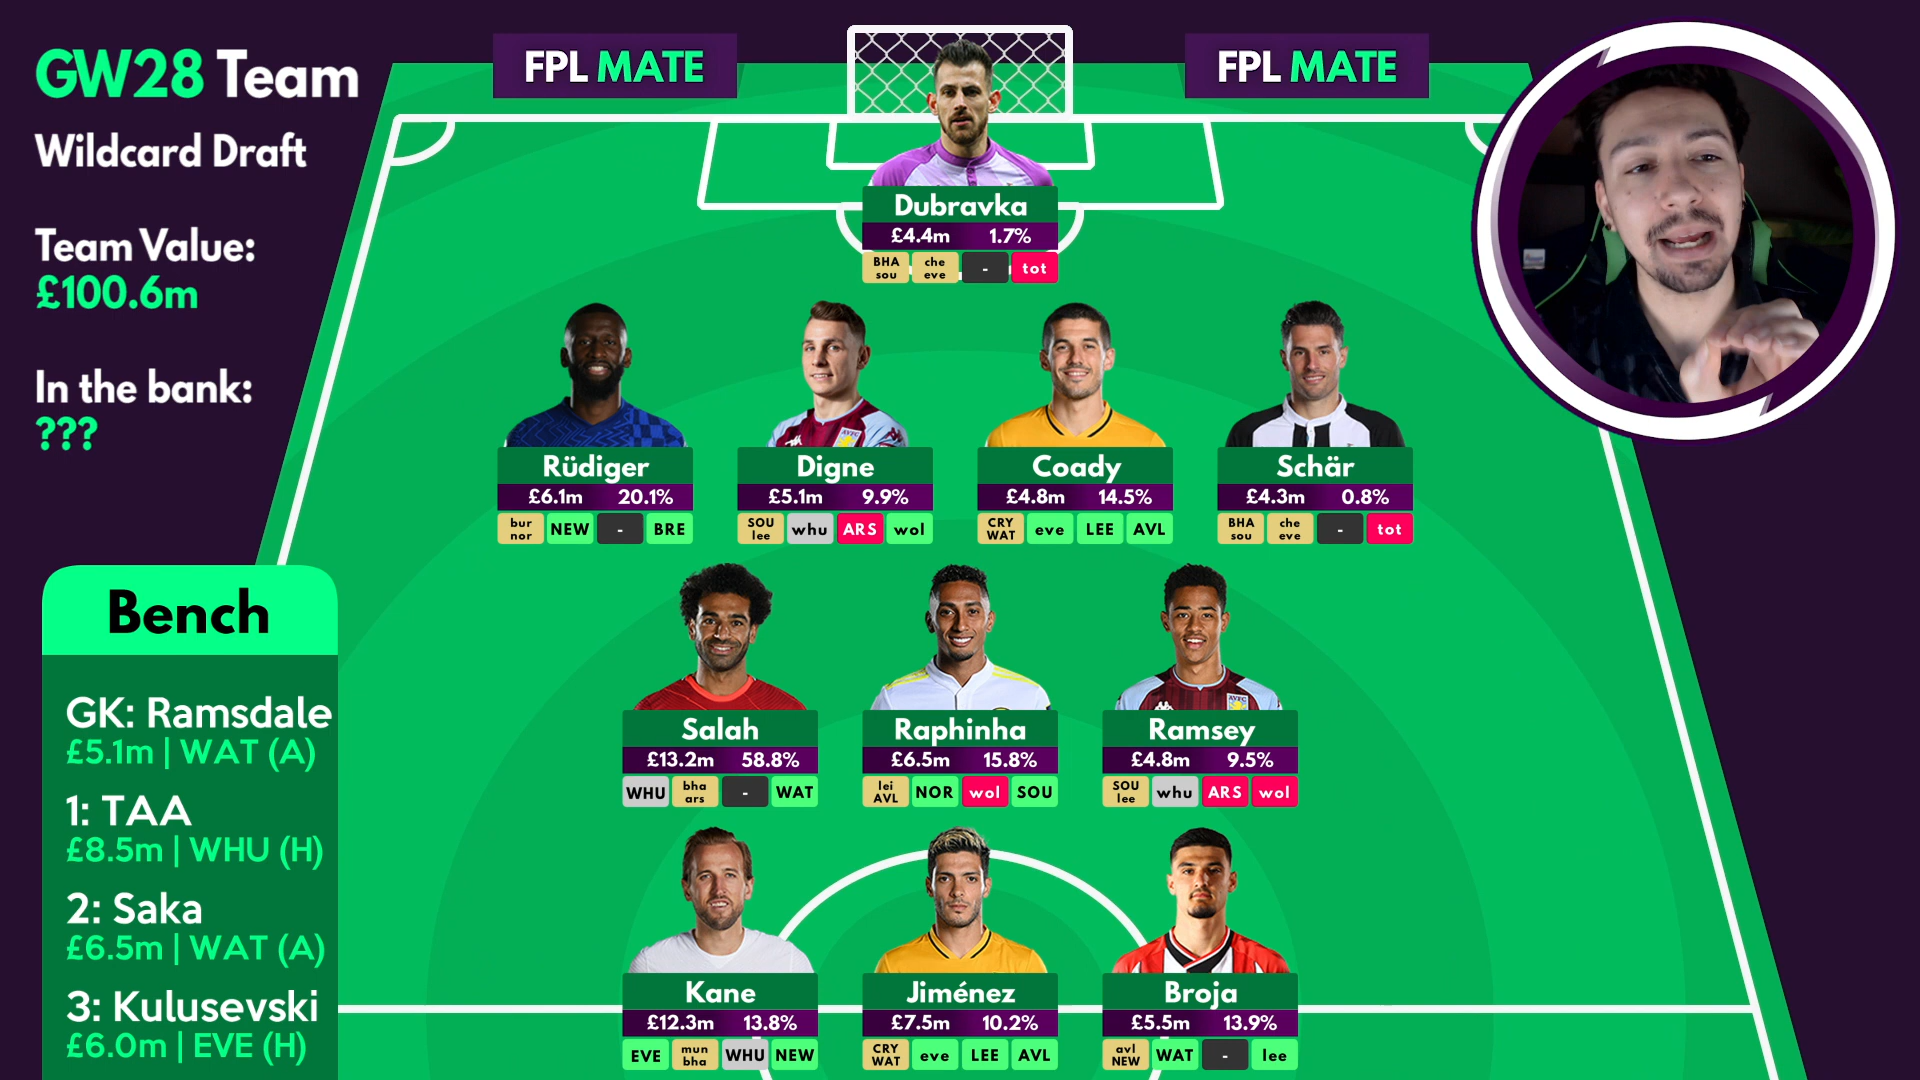 GW28 Team
Wildcard Draft
Team Value:
£100.6m
In the bank:
???
FPL MATE
FPL MATE
Dubravka
£4.4m 1.7%
BHA sou
che eve
-
tot
Rüdiger
£6.1m 20.1%
bur nor
NEW
-
BRE
Digne
£5.1m 9.9%
SOU lee
whu
ARS
wol
Coady
£4.8m 14.5%
CRY WAT
eve
LEE
AVL
Schär
£4.3m 0.8%
BHA sou
che eve
-
tot
Salah
£13.2m 58.8%
WHU
bha ars
-
WAT
Raphinha
£6.5m 15.8%
lei AVL
NOR
wol
SOU
Ramsey
£4.8m 9.5%
SOU lee
whu
ARS
wol
Kane
£12.3m 13.8%
EVE
mun bha
WHU
NEW
Jiménez
£7.5m 10.2%
CRY WAT
eve
LEE
AVL
Broja
£5.5m 13.9%
avl NEW
WAT
-
lee
Bench
GK: Ramsdale
£5.1m | WAT (A)
1: TAA
£8.5m | WHU (H)
2: Saka
£6.5m | WAT (A)
3: Kulusevski
£6.0m | EVE (H)